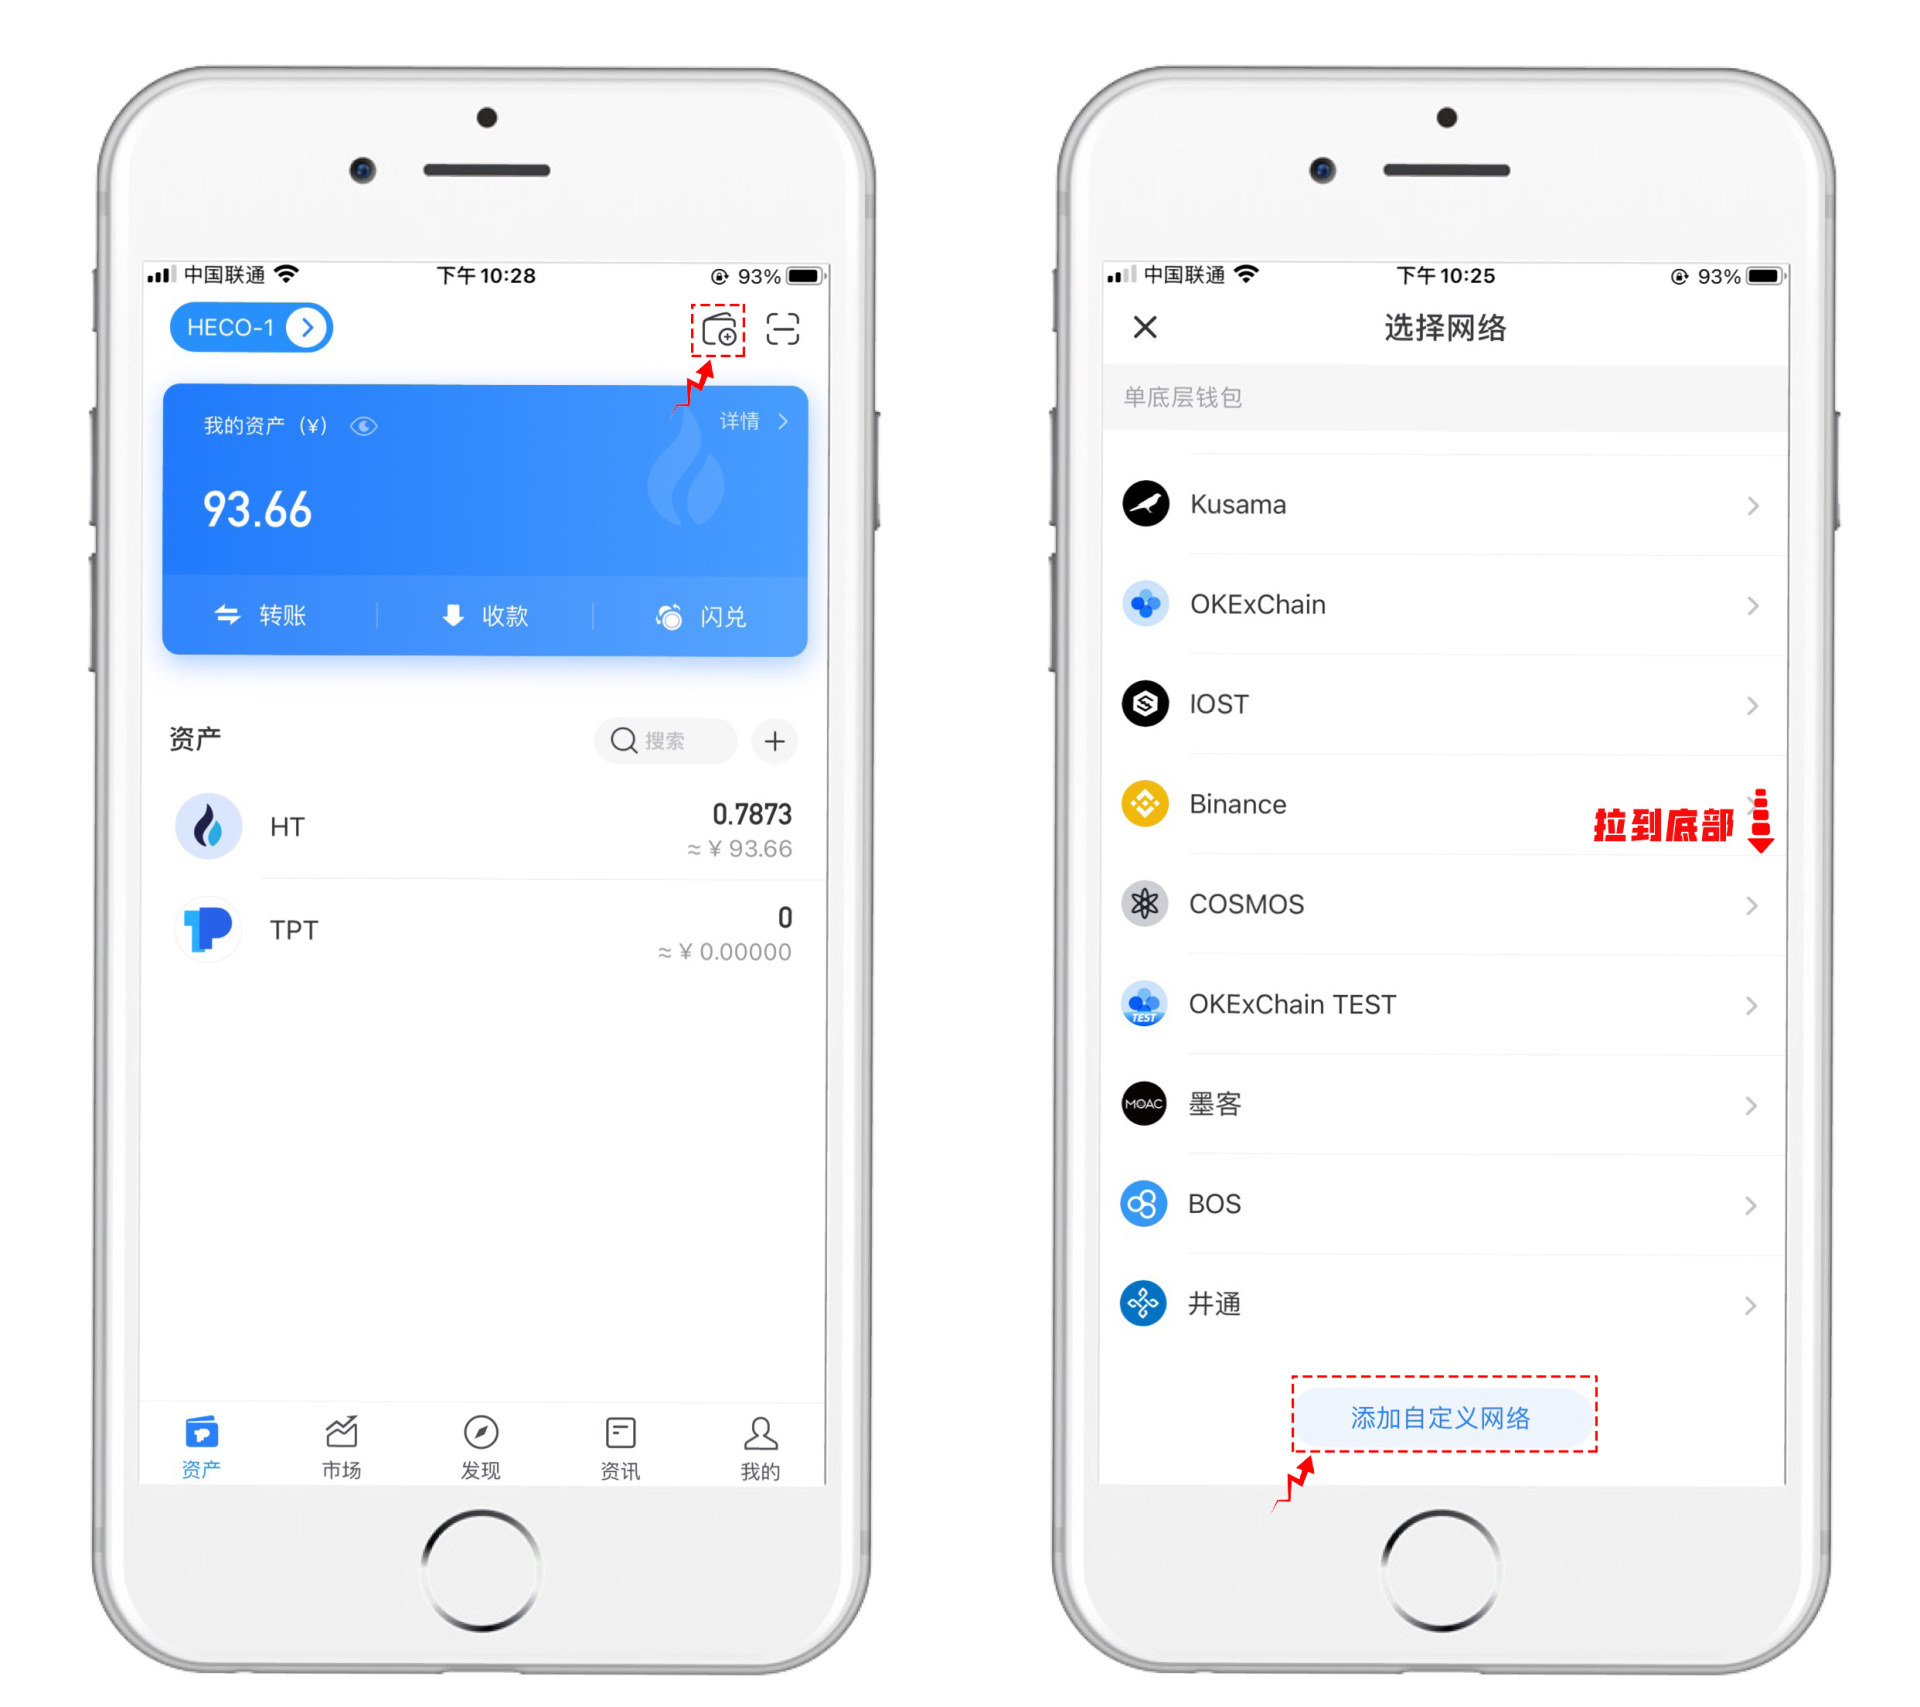 中国联通
下午10:28
93%
HECO-1
我的资产 (¥)
详情
93.66
转账
收款
闪兑
资产
搜索
HT
0.7873
≈ ¥ 93.66
TPT
0
≈ ¥ 0.00000
资产
市场
发现
资讯
我的
中国联通
下午10:25
93%
选择网络
单底层钱包
Kusama
OKExChain
IOST
Binance
拉到底部
COSMOS
TEST
OKExChain TEST
MOAC
墨客
BOS
井通
添加自定义网络